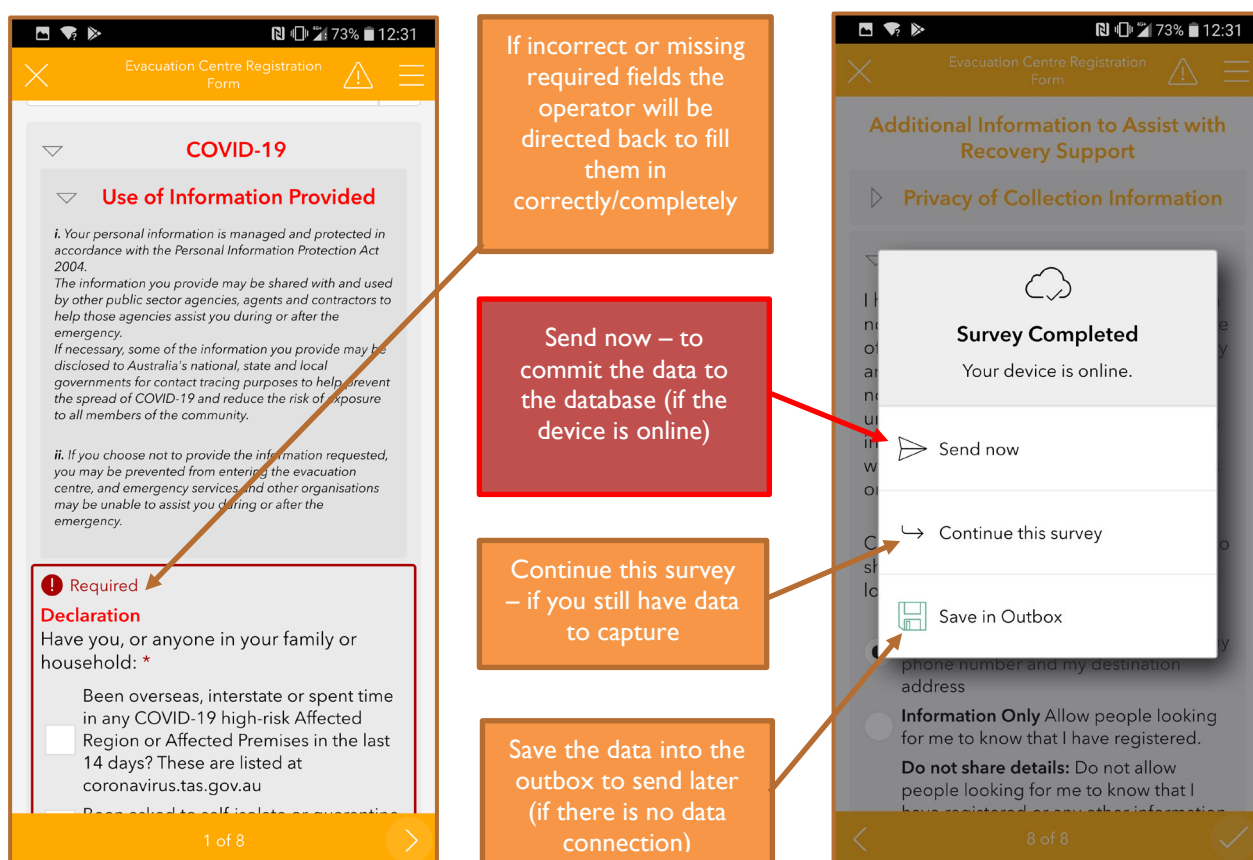 73% 12:31
Evacuation Centre Registration
Form
COVID-19
Use of Information Provided
i. Your personal information is managed and protected in
accordance with the Personal Information Protection Act
2004.
The information you provide may be shared with and used
by other public sector agencies, agents and contractors to
help those agencies assist you during or after the
emergency.
If necessary, some of the information you provide may be
disclosed to Australia's national, state and local
governments for contact tracing purposes to help prevent
the spread of COVID-19 and reduce the risk of exposure
to all members of the community.
ii. If you choose not to provide the information requested,
you may be prevented from entering the evacuation
centre, and emergency services and other organisations
may be unable to assist you during or after the
emergency.
Required
Declaration
Have you, or anyone in your family or
household: *
Been overseas, interstate or spent time
in any COVID-19 high-risk Affected
Region or Affected Premises in the last
14 days? These are listed at
coronavirus.tas.gov.au
Been asked to self-isolate or quarantine
1 of 8
If incorrect or missing
required fields the
operator will be
directed back to fill
them in
correctly/completely
Send now – to
commit the data to
the database (if the
device is online)
Continue this survey
– if you still have data
to capture
Save the data into the
outbox to send later
(if there is no data
connection)
73% 12:31
Evacuation Centre Registration
Form
Additional Information to Assist with
Recovery Support
Privacy of Collection Information
Survey Completed
Your device is online.
Send now
Continue this survey
Save in Outbox
phone number and my destination
address
Information Only Allow people looking
for me to know that I have registered.
Do not share details: Do not allow
people looking for me to know that I
have registered or any other information
8 of 8